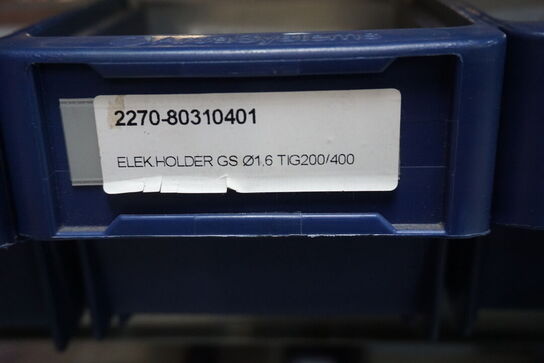 2270-80310401
ELEK.HOLDER GS Ø1,6 TIG200/400